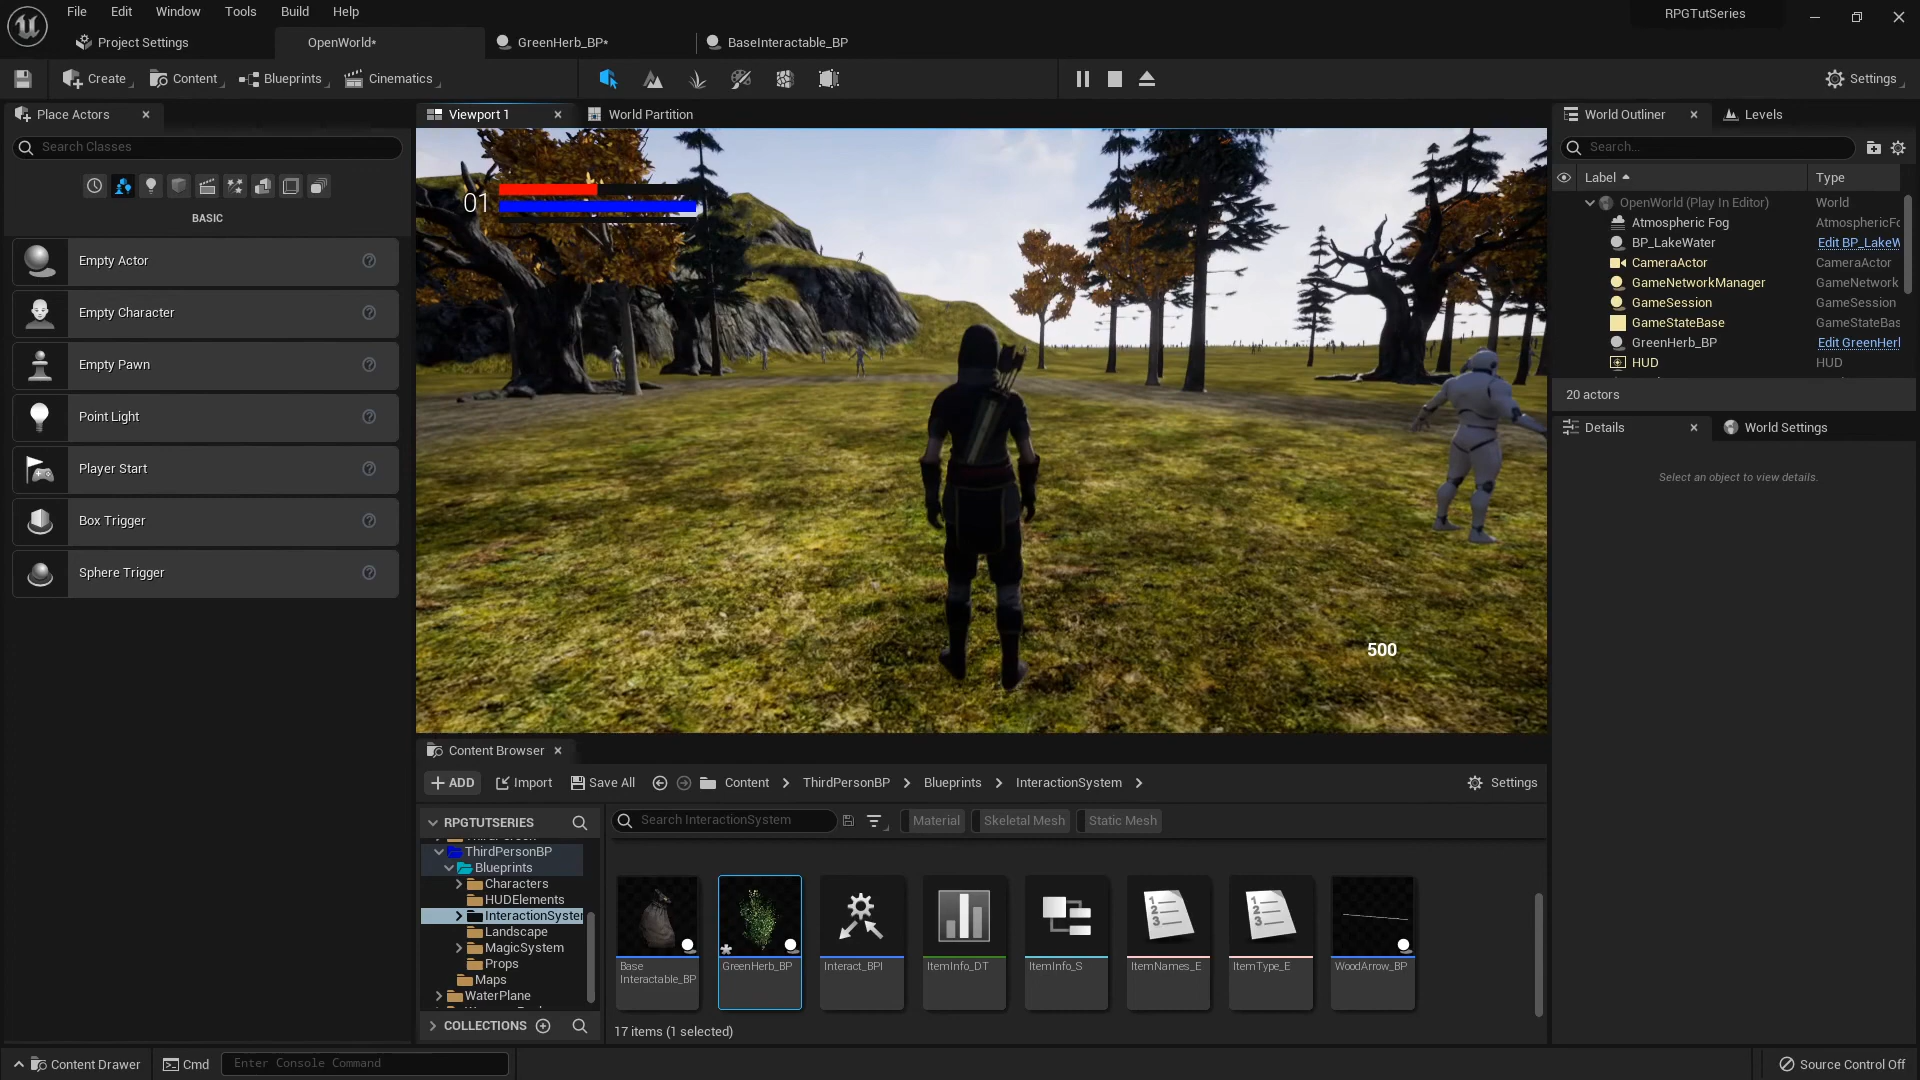 File Edit Window Tools Build Help
RPGTutSeries
Project Settings
OpenWorld*
GreenHerb_BP*
BaseInteractable_BP
Create
Content
Blueprints
Cinematics
Settings
Place Actors
Viewport 1
World Partition
World Outliner
Levels
Search Classes
Search...
Label
Type
BASIC
01
OpenWorld (Play In Editor) World
Atmospheric Fog AtmosphericFo
BP_LakeWater Edit BP_LakeW
CameraActor CameraActor
GameNetworkManager GameNetwork
GameSession GameSession
GameStateBase GameStateBas
GreenHerb_BP Edit GreenHerl
HUD HUD
20 actors
Empty Actor
Empty Character
Empty Pawn
Point Light
Player Start
Box Trigger
Sphere Trigger
Details
World Settings
Select an object to view details.
500
Content Browser
ADD
Import
Save All
Content
ThirdPersonBP
Blueprints
InteractionSystem
Settings
RPGTUTSERIES
Search InteractionSystem
Material
Skeletal Mesh
Static Mesh
ThirdPersonBP
Blueprints
Characters
HUDElements
InteractionSyster
Landscape
MagicSystem
Props
Maps
WaterPlane
COLLECTIONS
Base
Interactable_BP
GreenHerb_BP
Interact_BPI
ItemInfo_DT
ItemInfo_S
ItemNames_E
ItemType_E
WoodArrow_BP
17 items (1 selected)
Content Drawer
Cmd
Enter Console Command
Source Control Off